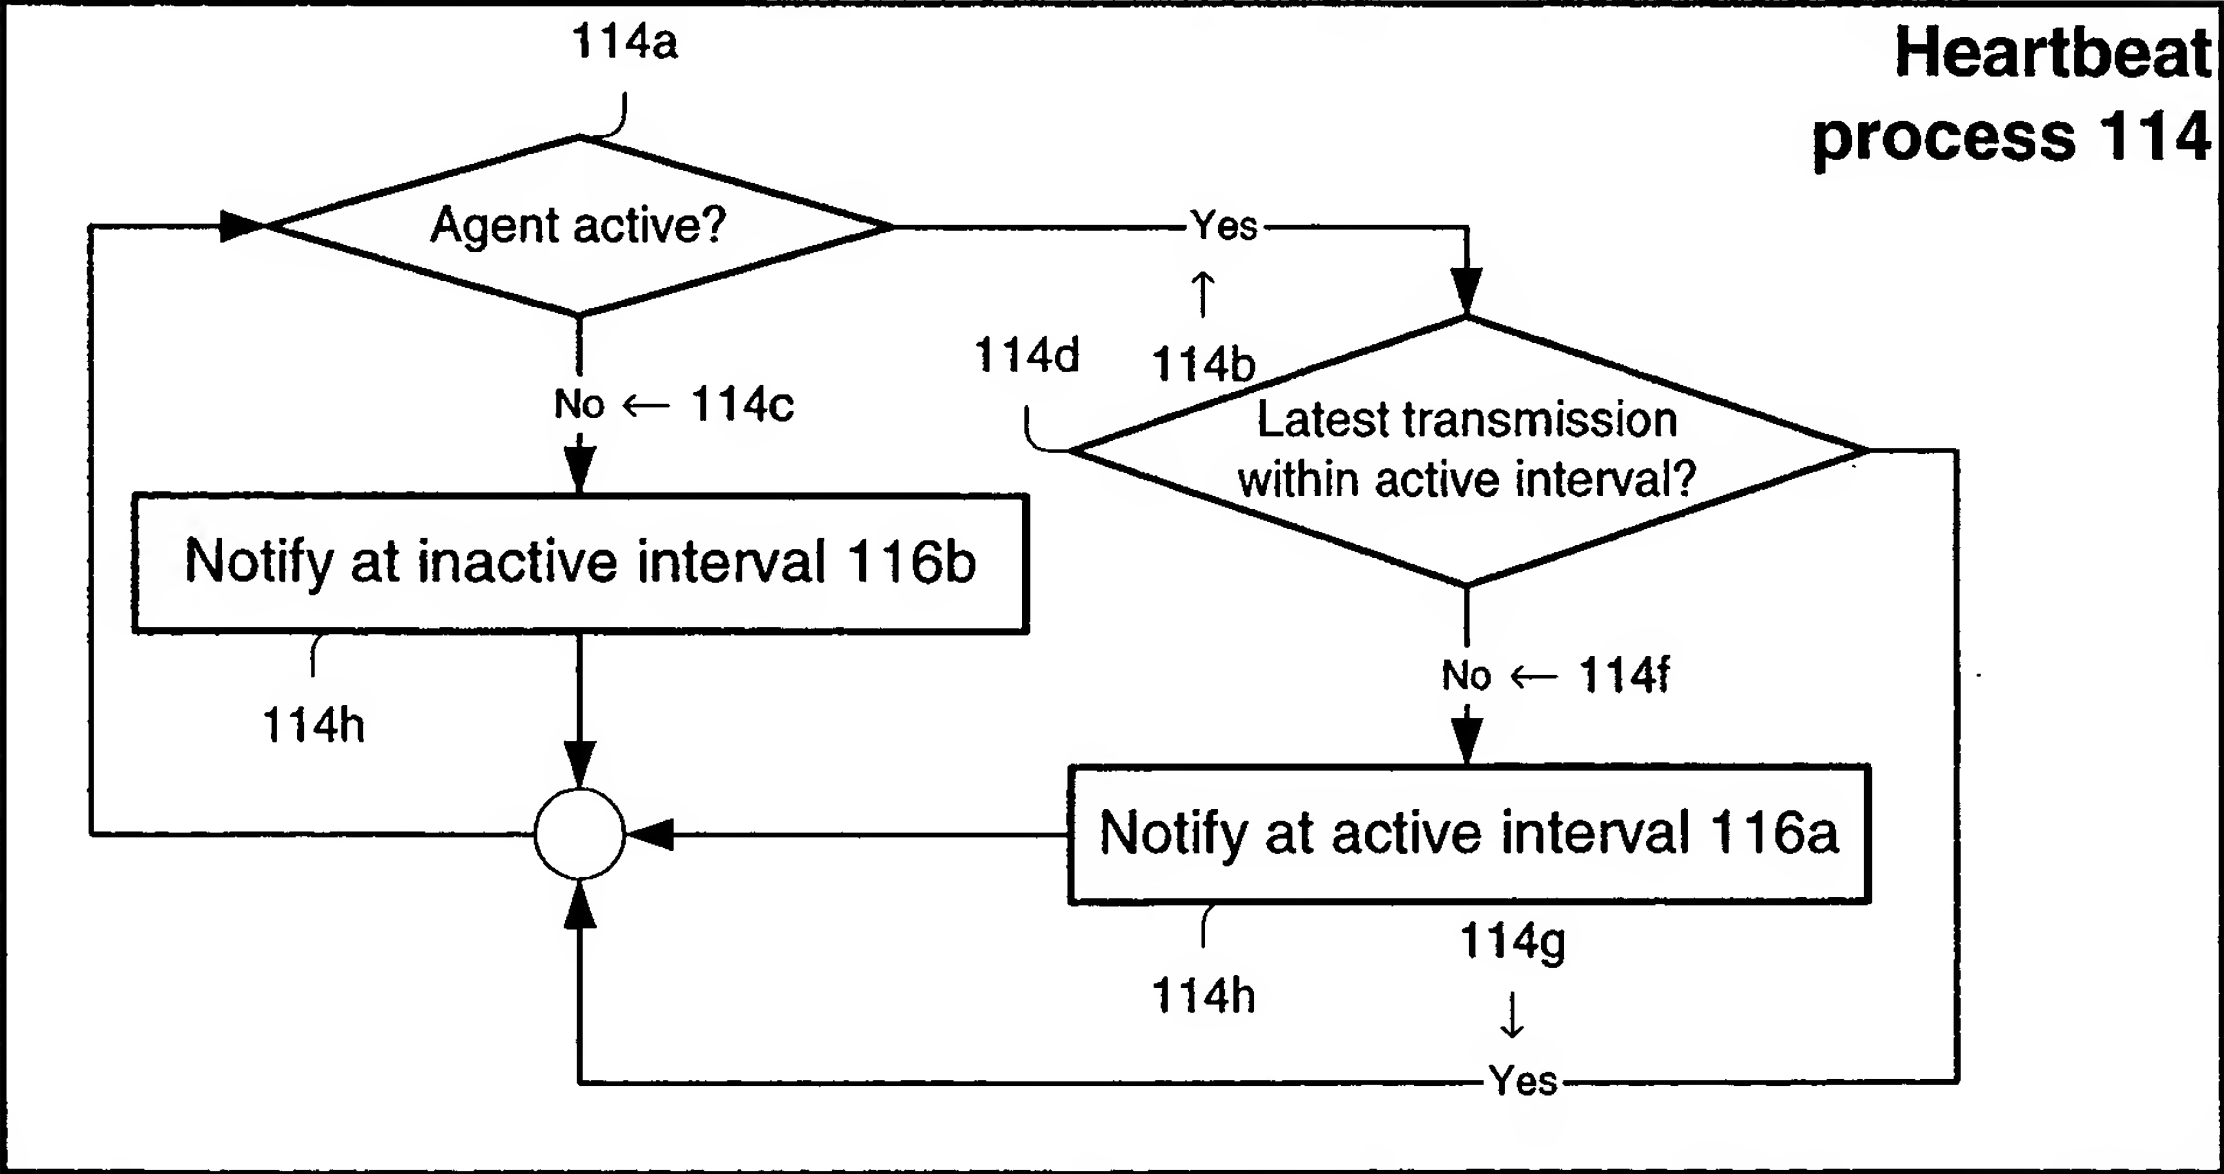 114a
Heartbeat
process 114
Agent active?
Yes
114d
114b
No ← 114c
Latest transmission
within active interval?
Notify at inactive interval 116b
No ← 114f
114h
Notify at active interval 116a
114g
114h
Yes